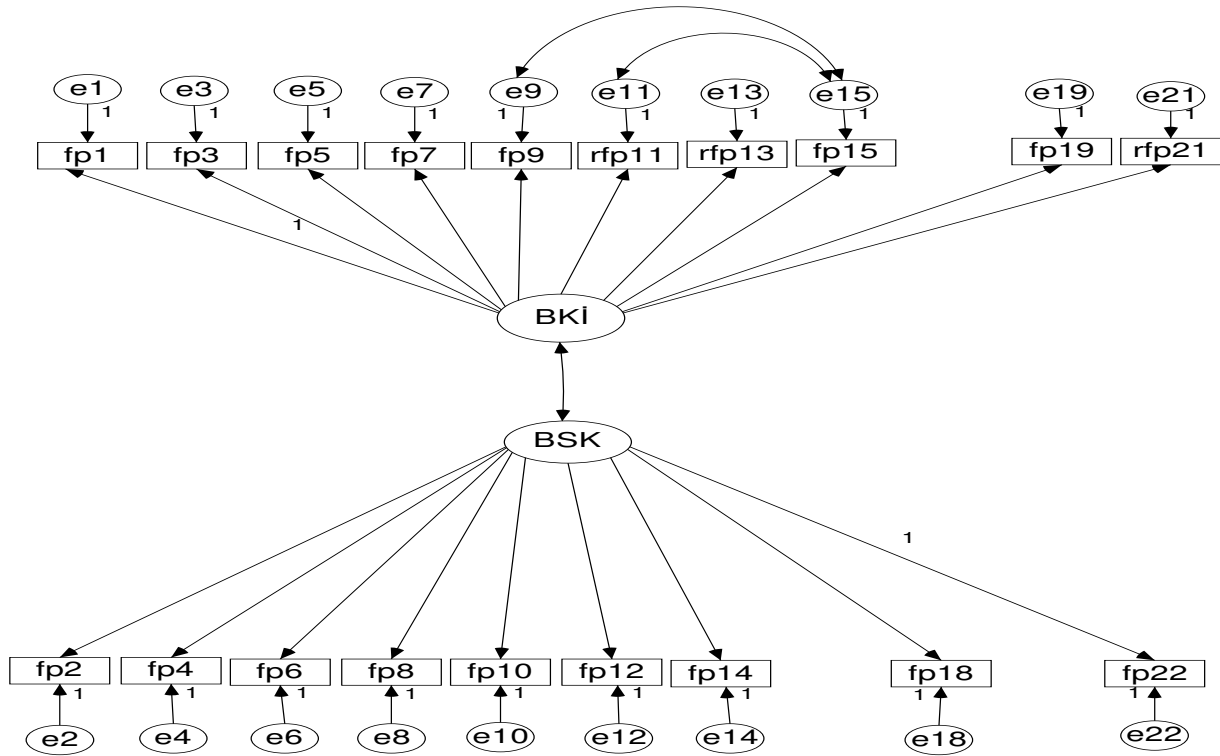 e1 e3 e5 e7 e9 e11 e13 e15 e19 e21
1 1 1 1 1 1 1 1 1 1
fp1 fp3 fp5 fp7 fp9 rfp11 rfp13 fp15 fp19 rfp21
1
BKİ
BSK
1
fp2 fp4 fp6 fp8 fp10 fp12 fp14 fp18 fp22
1 1 1 1 1 1 1 1 1
e2 e4 e6 e8 e10 e12 e14 e18 e22